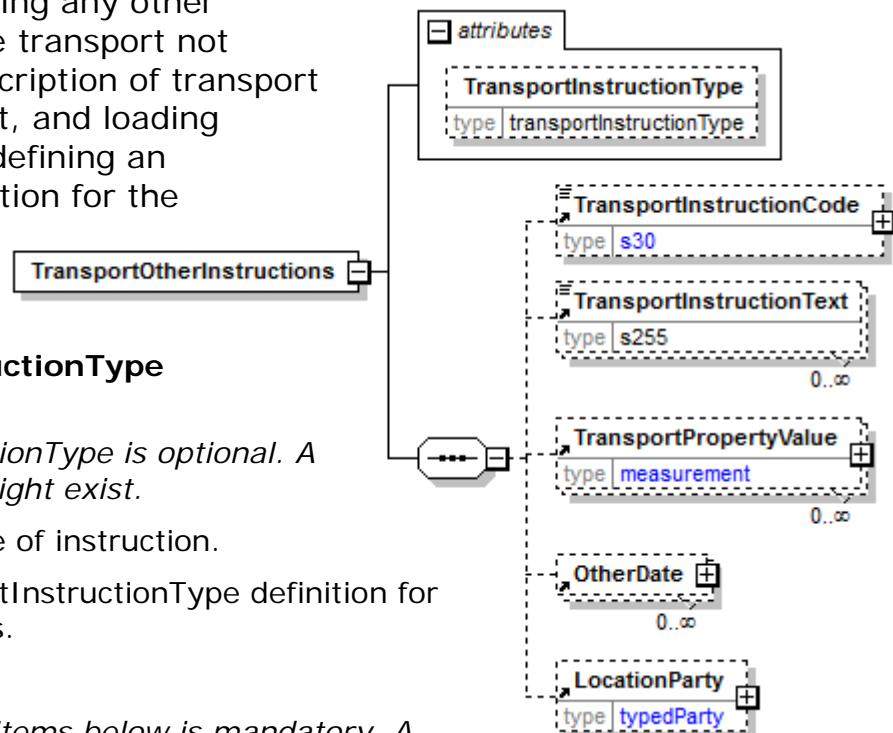 ing any other
e transport not
cription of transport
t, and loading
defining an
tion for the
attributes
TransportInstructionType
type transportInstructionType
TransportOtherInstructions
TransportInstructionCode
type s30
TransportInstructionText
type s255
0..∞
TransportPropertyValue
type measurement
0..∞
OtherDate
0..∞
LocationParty
type typedParty
uctionType
ionType is optional. A
ight exist.
e of instruction.
tInstructionType definition for
s.
items below is mandatory. A